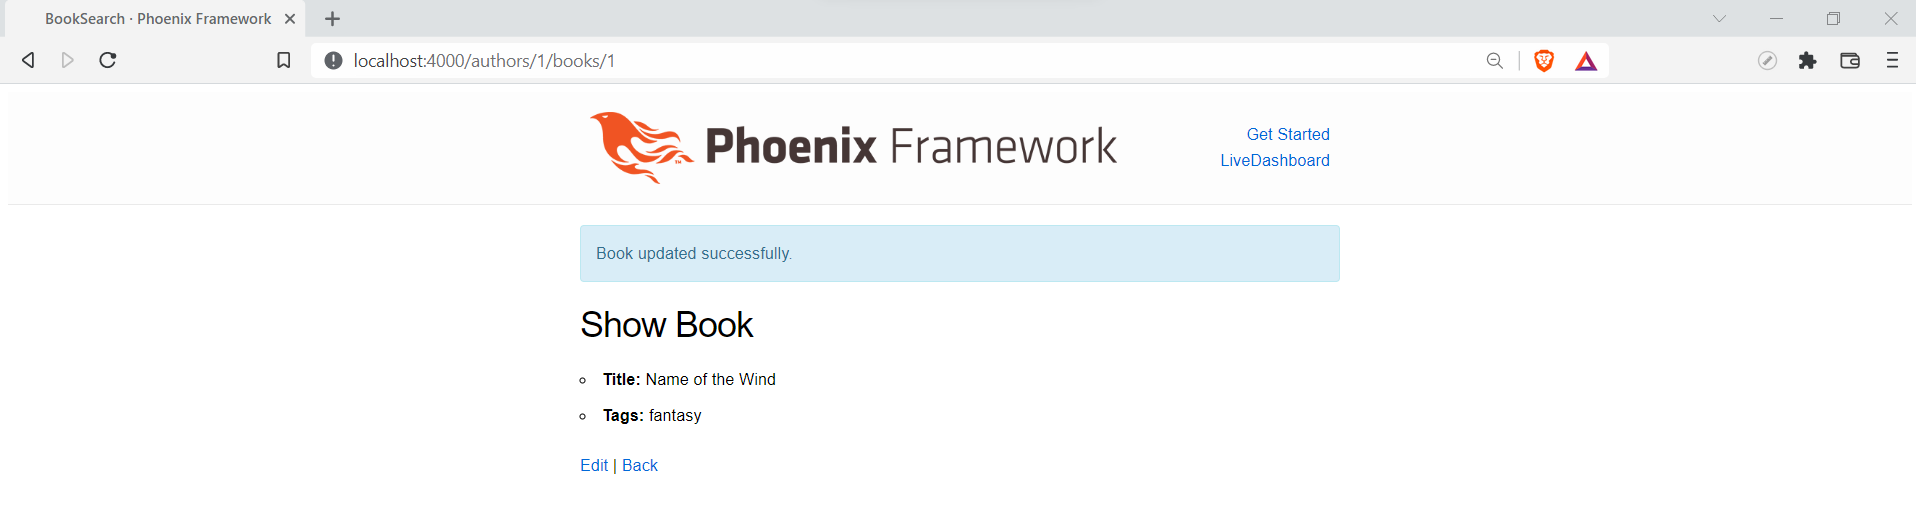 BookSearch · Phoenix Framework
localhost:4000/authors/1/books/1
Phoenix Framework
TM
Get Started
LiveDashboard
Book updated successfully.
Show Book
Title: Name of the Wind
Tags: fantasy
Edit | Back